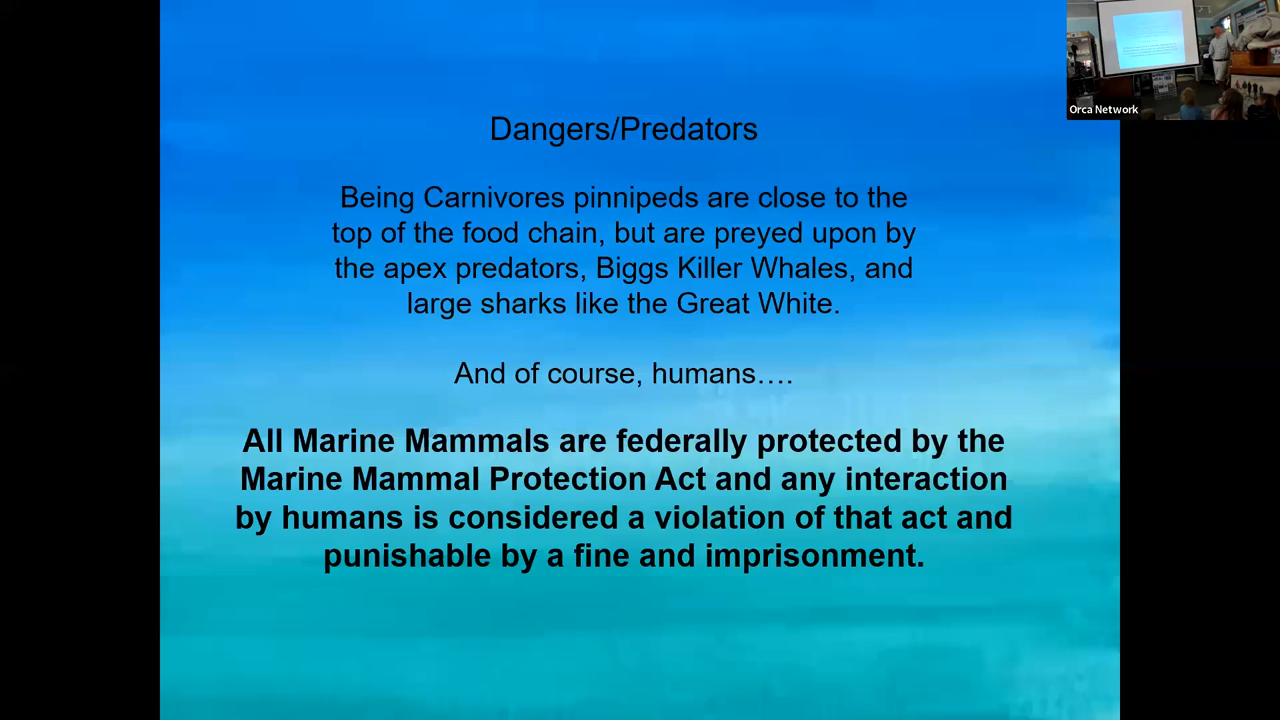 Dangers/Predators
Being Carnivores pinnipeds are close to the
top of the food chain, but are preyed upon by
the apex predators, Biggs Killer Whales, and
large sharks like the Great White.
And of course, humans….
All Marine Mammals are federally protected by the
Marine Mammal Protection Act and any interaction
by humans is considered a violation of that act and
punishable by a fine and imprisonment.
Orca Network